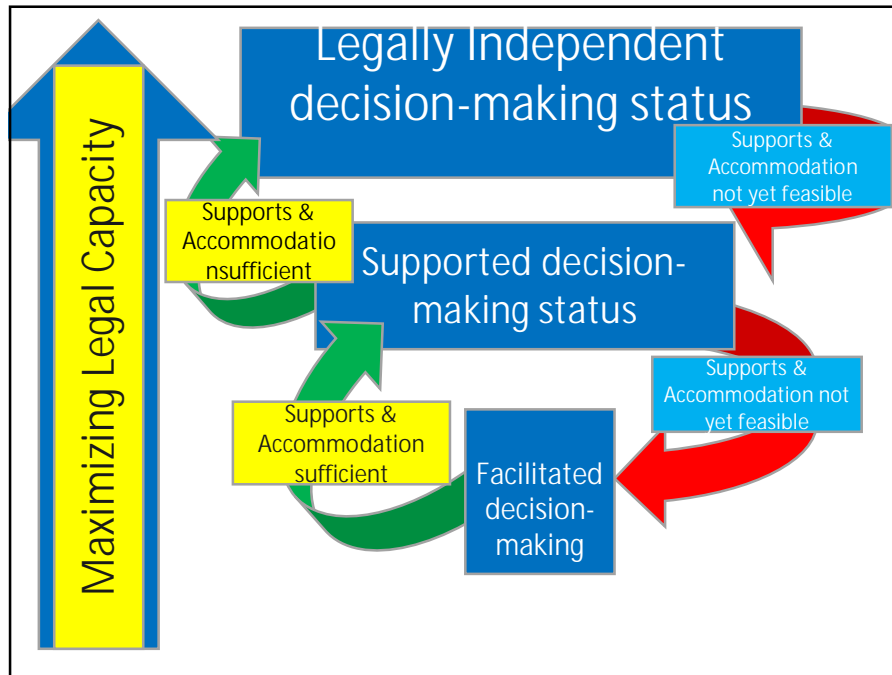 Legally Independent
decision-making status
Supports &
Accommodation
not yet feasible
Supports &
Accommodatio
nsufficient
Supported decision-
making status
Supports &
Accommodation not
yet feasible
Supports &
Accommodation
sufficient
Facilitated
decision-
making
Maximizing Legal Capacity